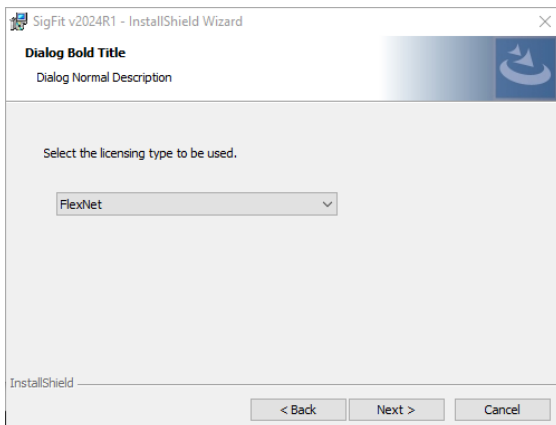 SigFit v2024R1 - InstallShield Wizard
Dialog Bold Title
Dialog Normal Description
Select the licensing type to be used.
FlexNet
InstallShield
< Back
Next >
Cancel